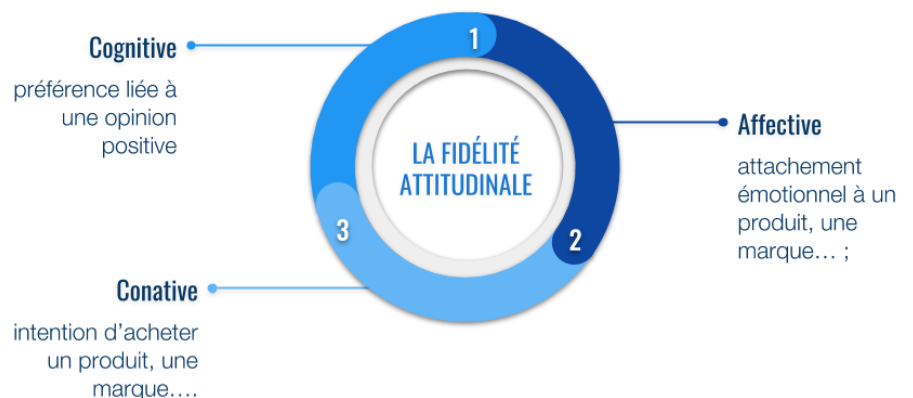 1
Cognitive
préférence liée à
une opinion
positive
Affective
attachement
émotionnel à un
produit, une
marque… ;
LA FIDÉLITÉ
ATTITUDINALE
2
3
Conative
intention d’acheter
un produit, une
marque….